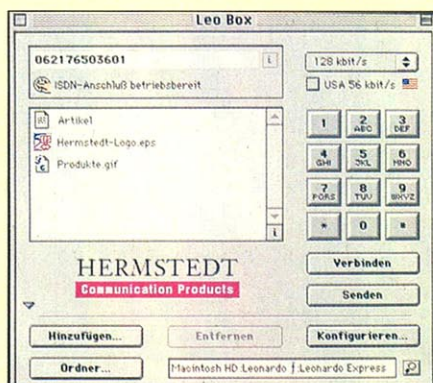 Leo Box
062176503601
i
128 kbit/s
ISDN-Anschluß betriebsbereit
USA 56 kbit/s
Artikel
Hermstedt-Logo.eps
Produkte.gif
i
1
2 ABC
3 DEF
4 GHI
5 JKL
6 MNO
7 PQRS
8 TUV
9 WXYZ
*
0
HERMSTEDT
Communication Products
Verbinden
Senden
Hinzufügen...
Entfernen
Konfigurieren...
Ordner...
Macintosh HD:Leonardo ƒ:Leonardo Express